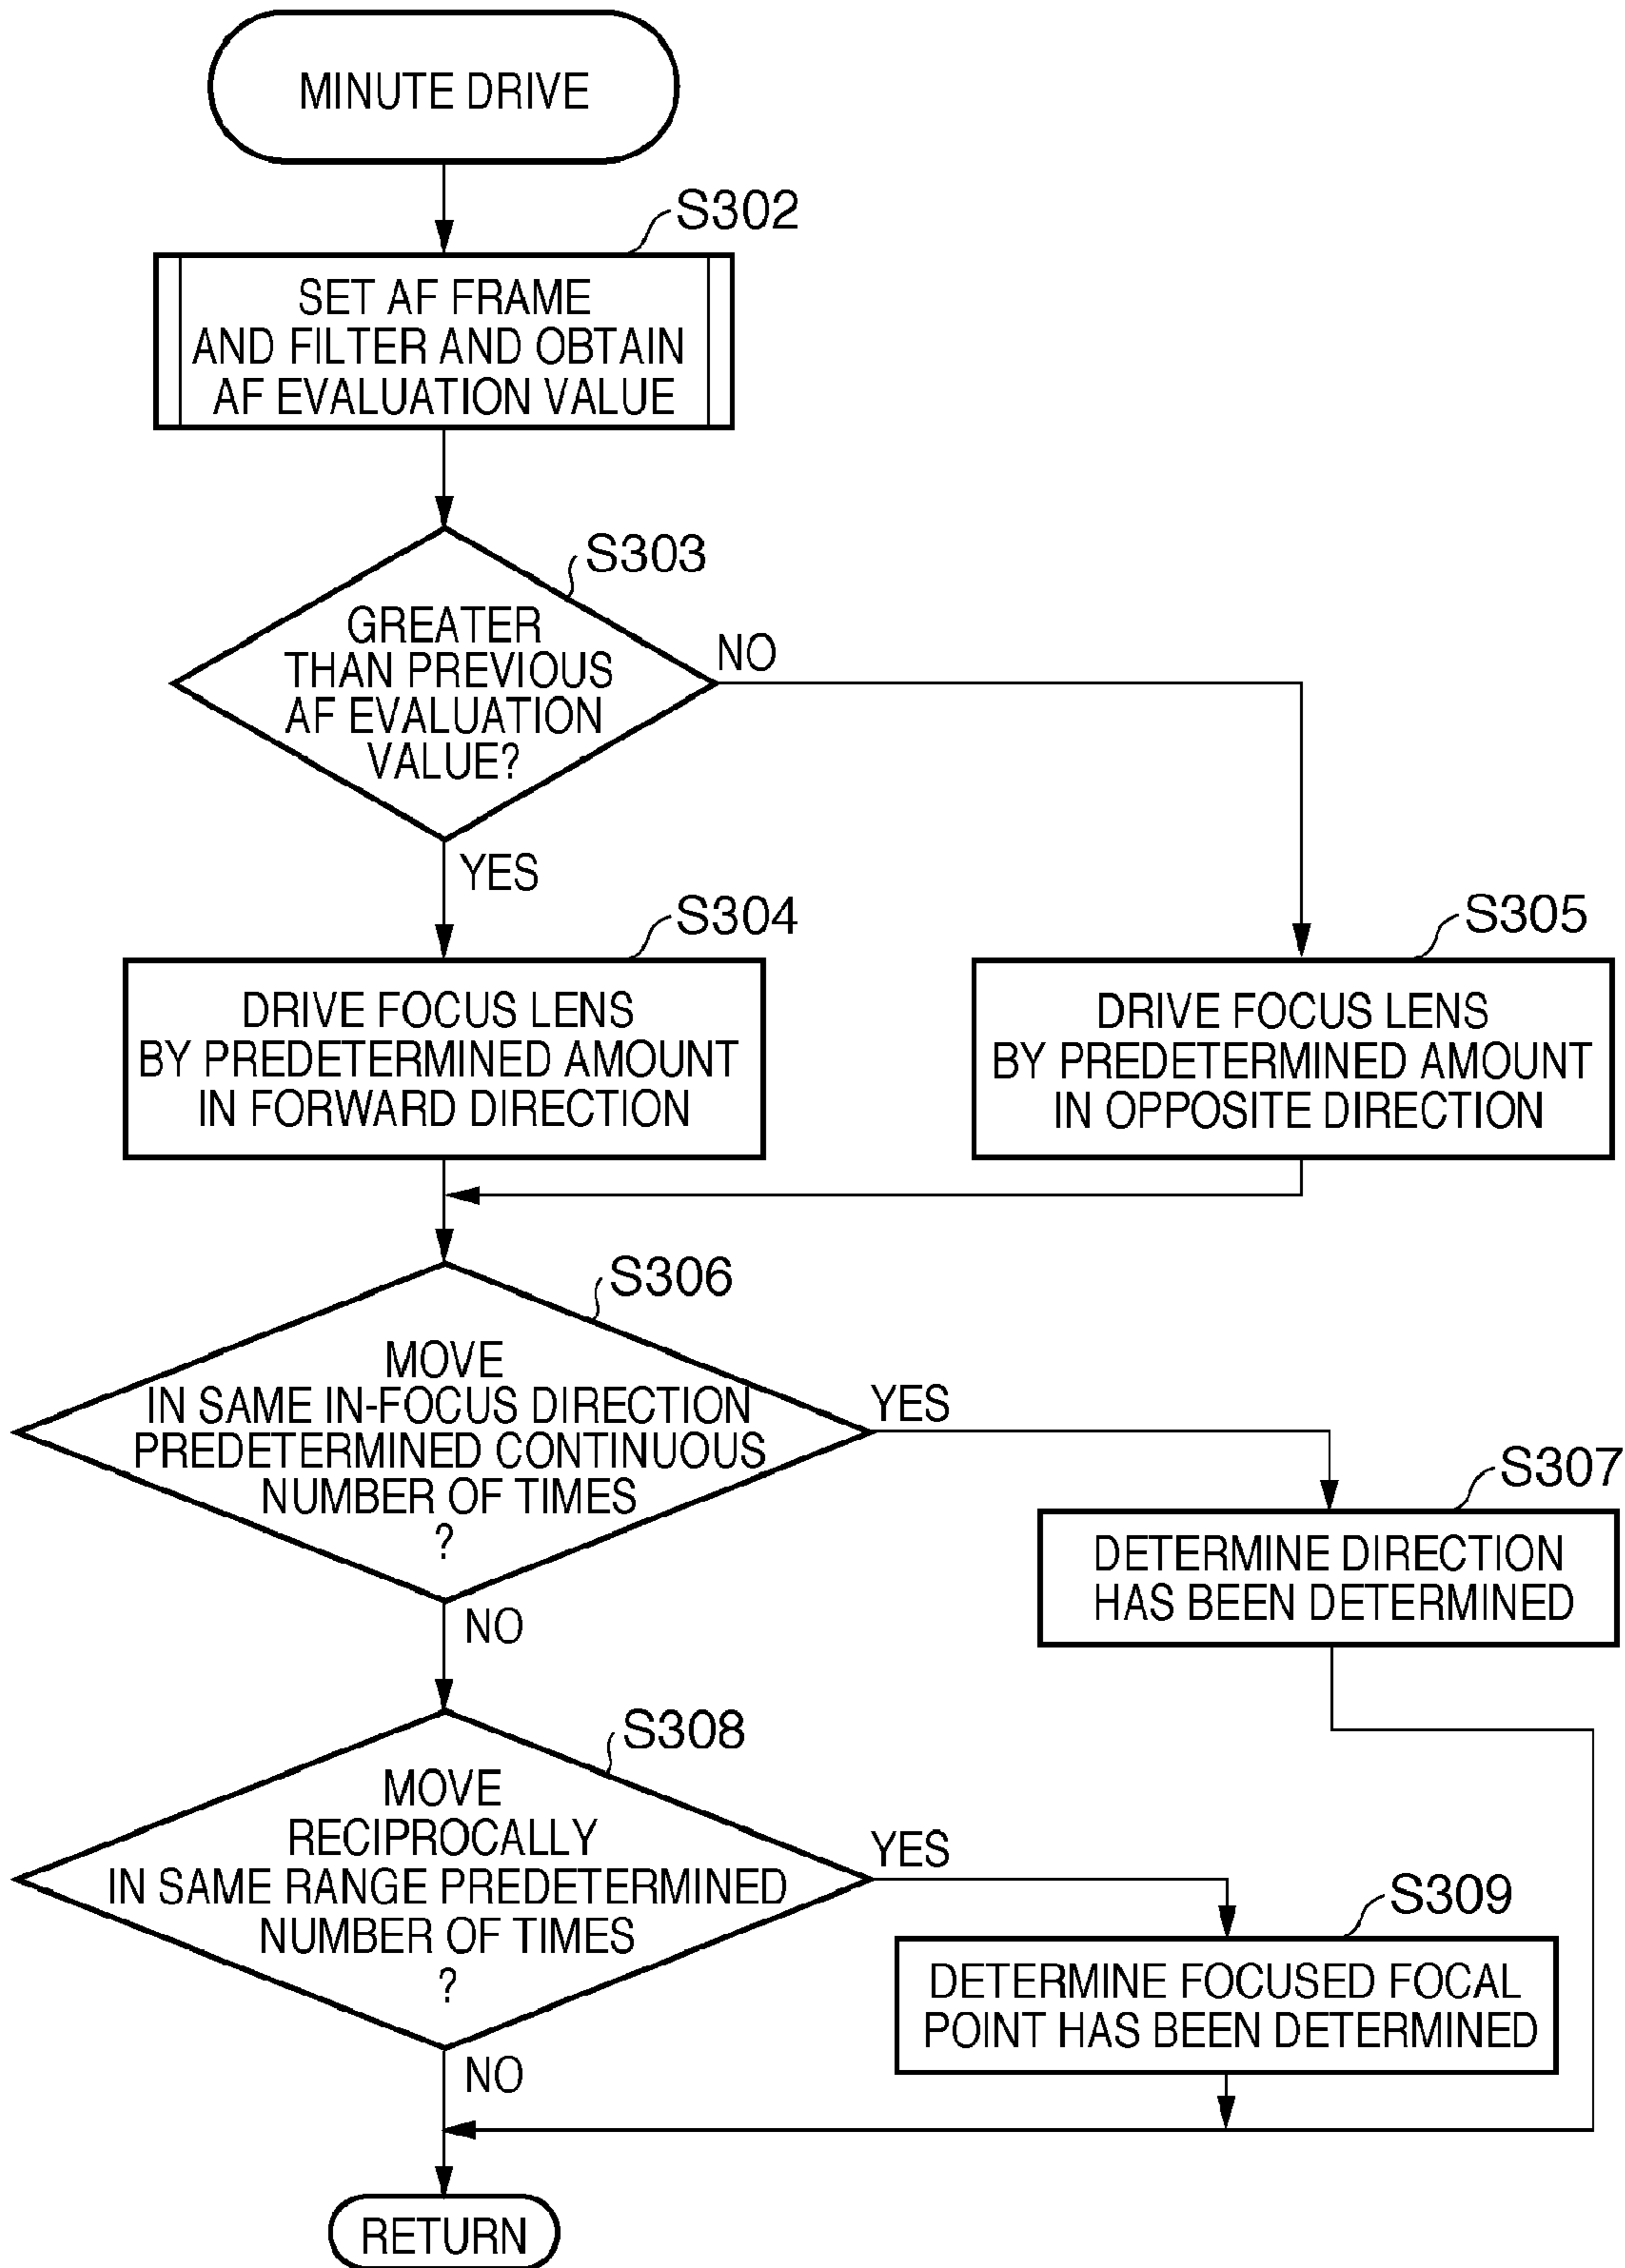 MINUTE DRIVE
S302
SET AF FRAME
AND FILTER AND OBTAIN
AF EVALUATION VALUE
S303
GREATER
THAN PREVIOUS
AF EVALUATION
VALUE?
NO
YES
S304
DRIVE FOCUS LENS
BY PREDETERMINED AMOUNT
IN FORWARD DIRECTION
S305
DRIVE FOCUS LENS
BY PREDETERMINED AMOUNT
IN OPPOSITE DIRECTION
S306
MOVE
IN SAME IN-FOCUS DIRECTION
PREDETERMINED CONTINUOUS
NUMBER OF TIMES
?
YES
NO
S307
DETERMINE DIRECTION
HAS BEEN DETERMINED
S308
MOVE
RECIPROCALLY
IN SAME RANGE PREDETERMINED
NUMBER OF TIMES
?
YES
NO
S309
DETERMINE FOCUSED FOCAL
POINT HAS BEEN DETERMINED
RETURN